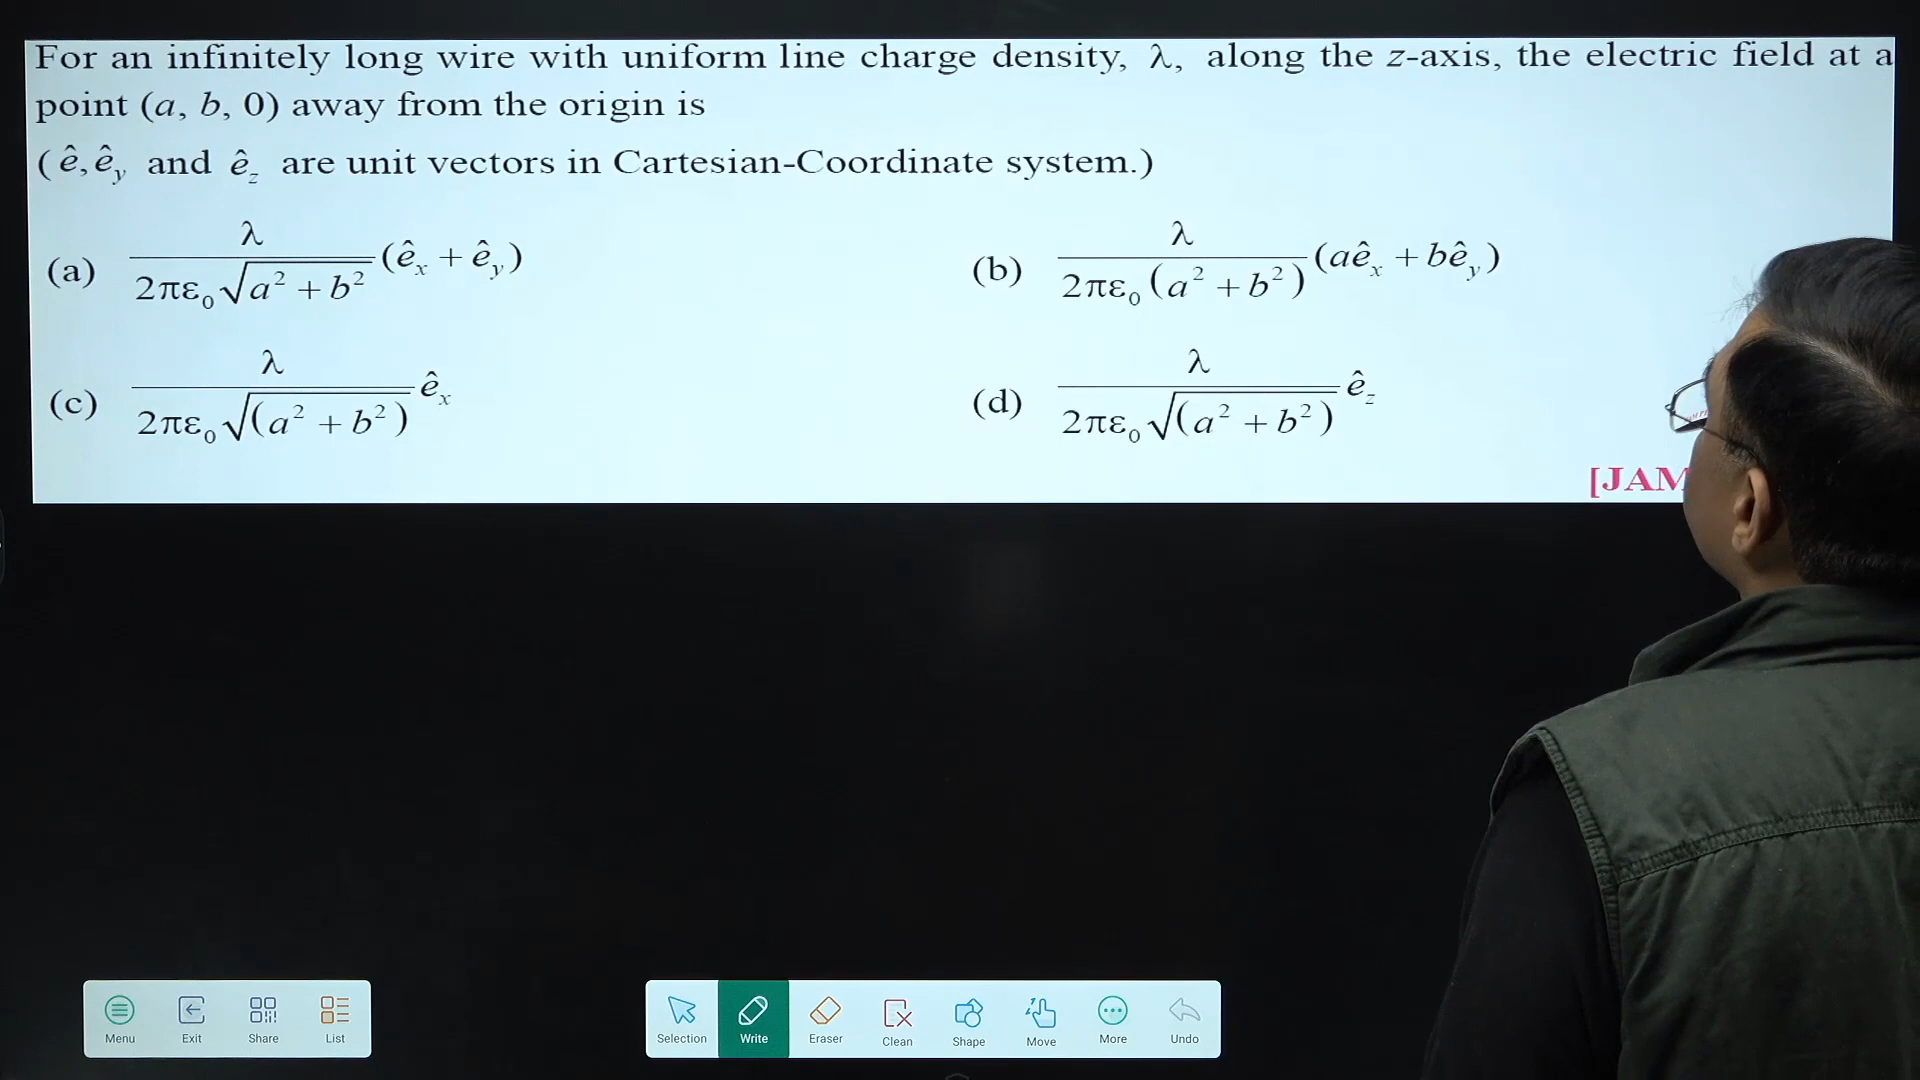 For an infinitely long wire with uniform line charge density, λ, along the z-axis, the electric field at a
point (a, b, 0) away from the origin is
(ê, ê_y and ê_z are unit vectors in Cartesian-Coordinate system.)
(a) λ / (2πε₀√(a² + b²)) (ê_x + ê_y)
(b) λ / (2πε₀(a² + b²)) (aê_x + bê_y)
(c) λ / (2πε₀√((a² + b²))) ê_x
(d) λ / (2πε₀√((a² + b²))) ê_z
[JAM
Menu Exit Share List
Selection Write Eraser Clean Shape Move More Undo